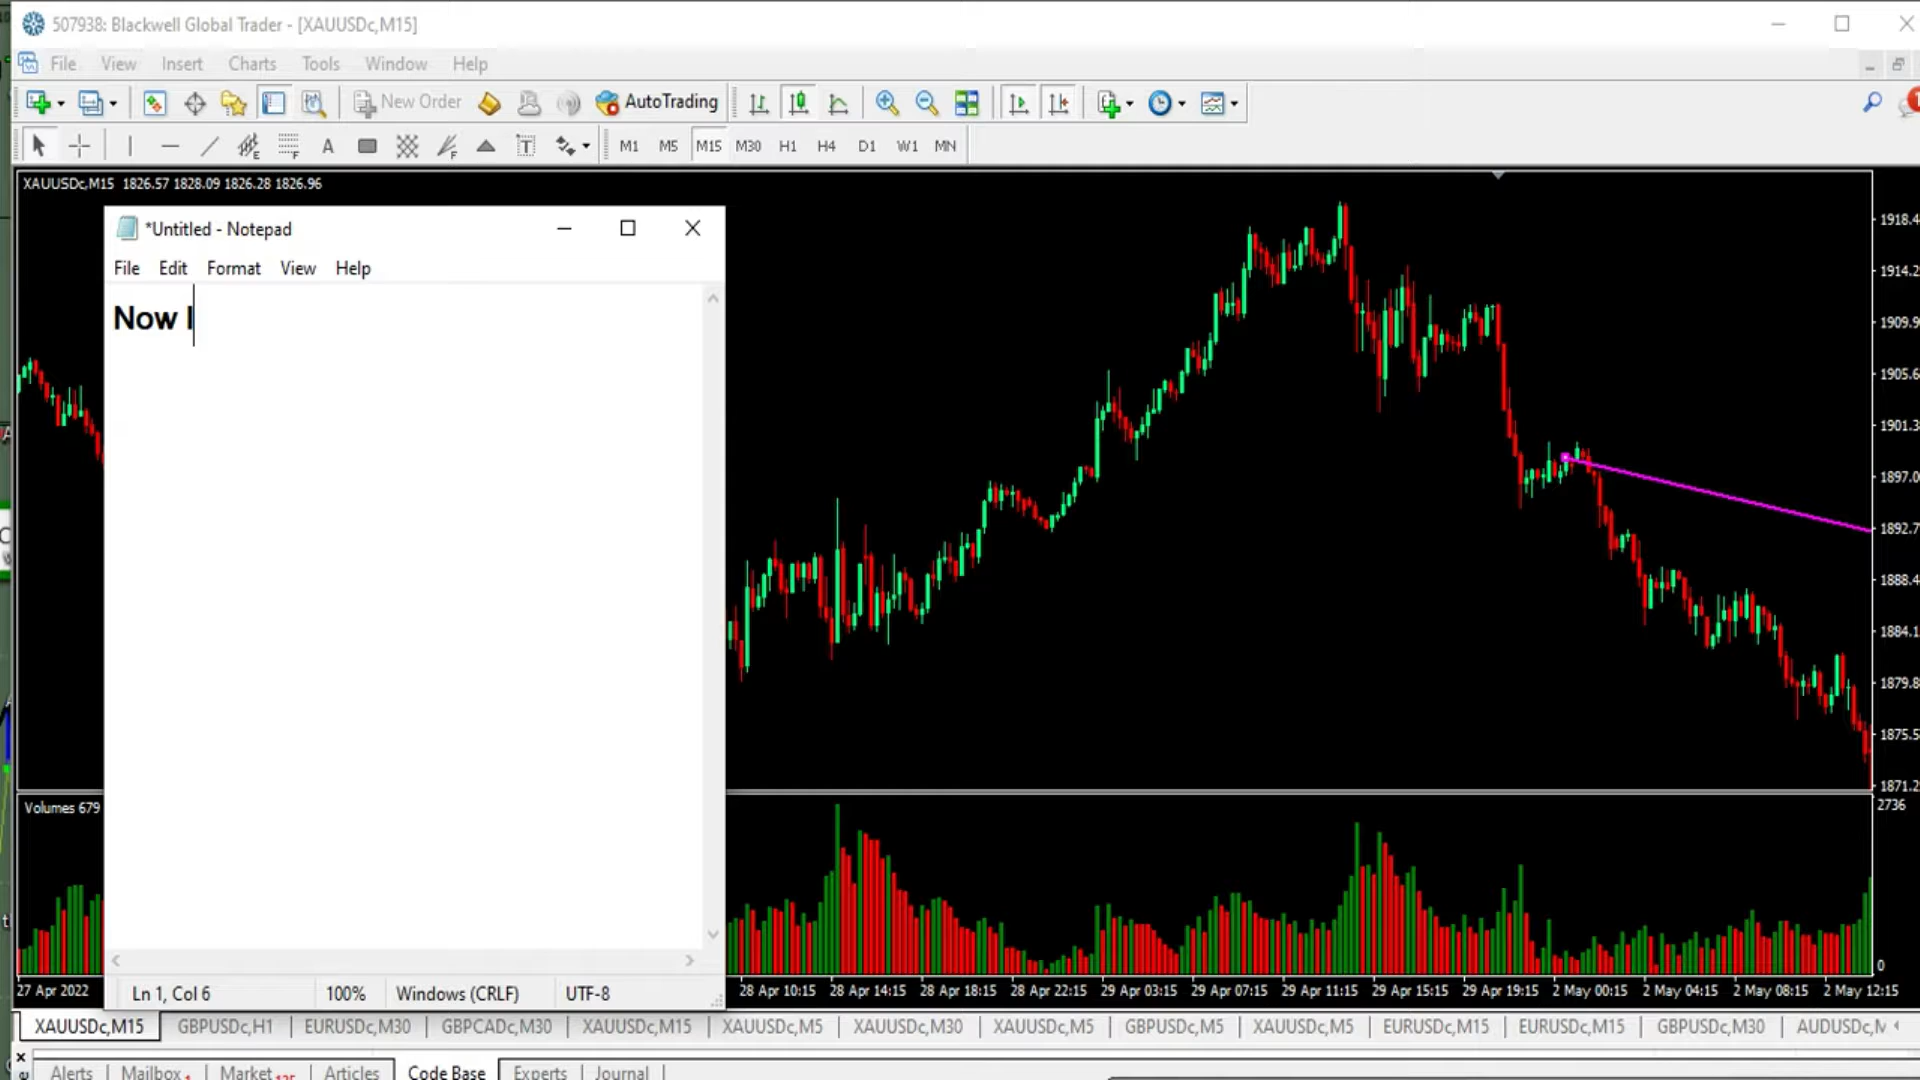 507938: Blackwell Global Trader - [XAUUSDc,M15]
File View Insert Charts Tools Window Help
New Order AutoTrading
A T M1 M5 M15 M30 H1 H4 D1 W1 MN
XAUUSDc,M15 1826.57 1828.09 1826.28 1826.96
*Untitled - Notepad
File Edit Format View Help
Now I
Ln 1, Col 6 100% Windows (CRLF) UTF-8
1918.4
1914.2
1909.9
1905.6
1901.3
1897.0
1892.7
1888.4
1884.1
1879.8
1875.5
1871.2
Volumes 679
2736
0
27 Apr 2022 28 Apr 10:15 28 Apr 14:15 28 Apr 18:15 28 Apr 22:15 29 Apr 03:15 29 Apr 07:15 29 Apr 11:15 29 Apr 15:15 29 Apr 19:15 2 May 00:15 2 May 04:15 2 May 08:15 2 May 12:15
XAUUSDc,M15 GBPUSDc,H1 EURUSDc,M30 GBPCADc,M30 XAUUSDc,M15 XAUUSDc,M5 XAUUSDc,M30 XAUUSDc,M5 GBPUSDc,M5 XAUUSDc,M5 EURUSDc,M15 EURUSDc,M15 GBPUSDc,M30 AUDUSDc,M
Alerts Mailbox 1 Market Articles Code Base Experts Journal